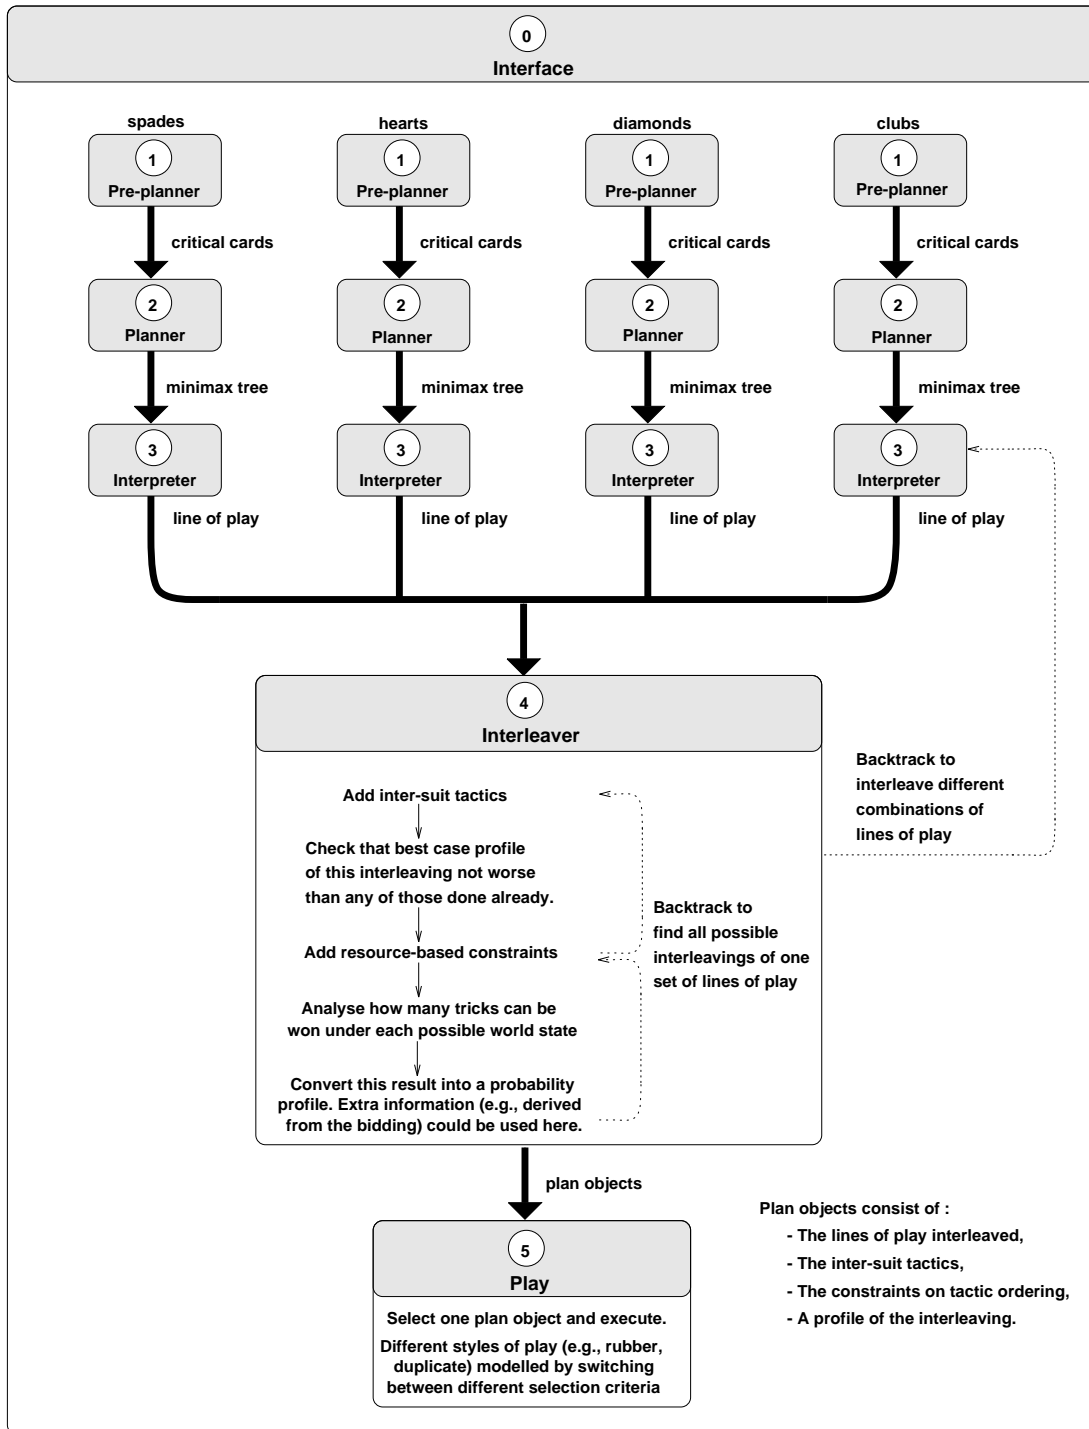 0
Interface
spades hearts diamonds clubs
1 1 1 1
Pre-planner Pre-planner Pre-planner Pre-planner
critical cards critical cards critical cards critical cards
2 2 2 2
Planner Planner Planner Planner
minimax tree minimax tree minimax tree minimax tree
3 3 3 3
Interpreter Interpreter Interpreter Interpreter
line of play line of play line of play line of play
4
Interleaver
Add inter-suit tactics
Check that best case profile
of this interleaving not worse
than any of those done already.
Add resource-based constraints
Analyse how many tricks can be
won under each possible world state
Convert this result into a probability
profile. Extra information (e.g., derived
from the bidding) could be used here.
Backtrack to
find all possible
interleavings of one
set of lines of play
Backtrack to
interleave different
combinations of
lines of play
plan objects
5
Play
Select one plan object and execute.
Different styles of play (e.g., rubber,
duplicate) modelled by switching
between different selection criteria
Plan objects consist of :
- The lines of play interleaved,
- The inter-suit tactics,
- The constraints on tactic ordering,
- A profile of the interleaving.